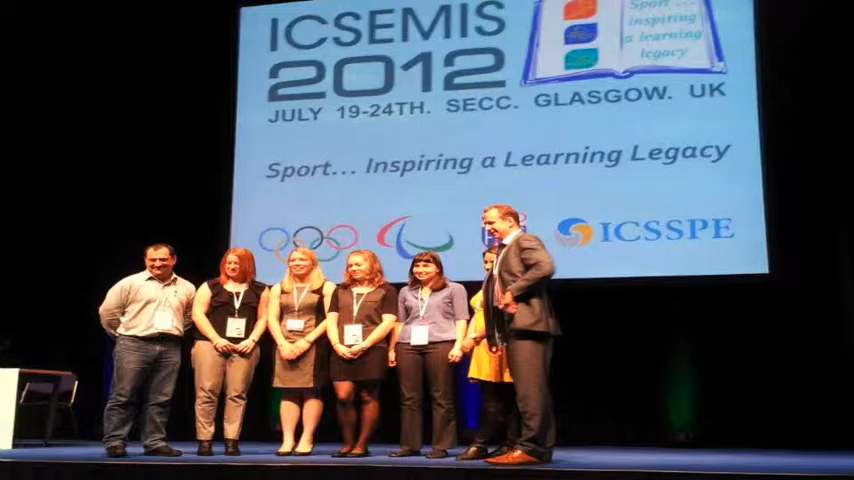 ICSEMIS
2012
JULY 19-24TH. SECC. GLASGOW. UK
Sport...
inspiring
a learning
legacy
Sport... Inspiring a Learning Legacy
ICSSPE